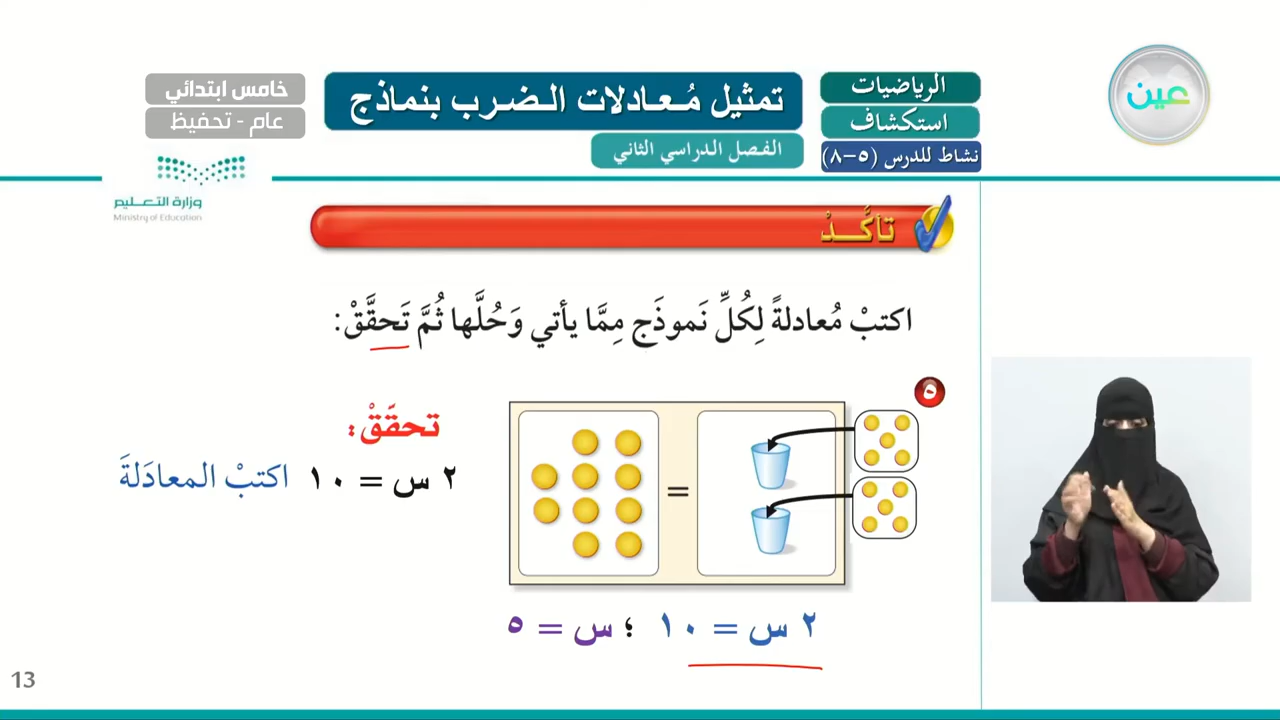 عين
الرياضيات
استكشاف
نشاط للدرس (٥-٨)
تمثيل مُعادلات الضرب بنماذج
الفصل الدراسي الثاني
خامس ابتدائي
عام - تحفيظ
وزارة التعليم
Ministry of Education
تأكَّدْ
اكتبْ مُعادلةً لِكُلِّ نَموذَج مِمَّا يأتي وَحُلَّها ثُمَّ تَحقَّقْ:
٥
=
تحقَّقْ:
٢ س = ١٠ اكتبْ المعادَلةَ
٢ س = ١٠ ؛ س = ٥
13